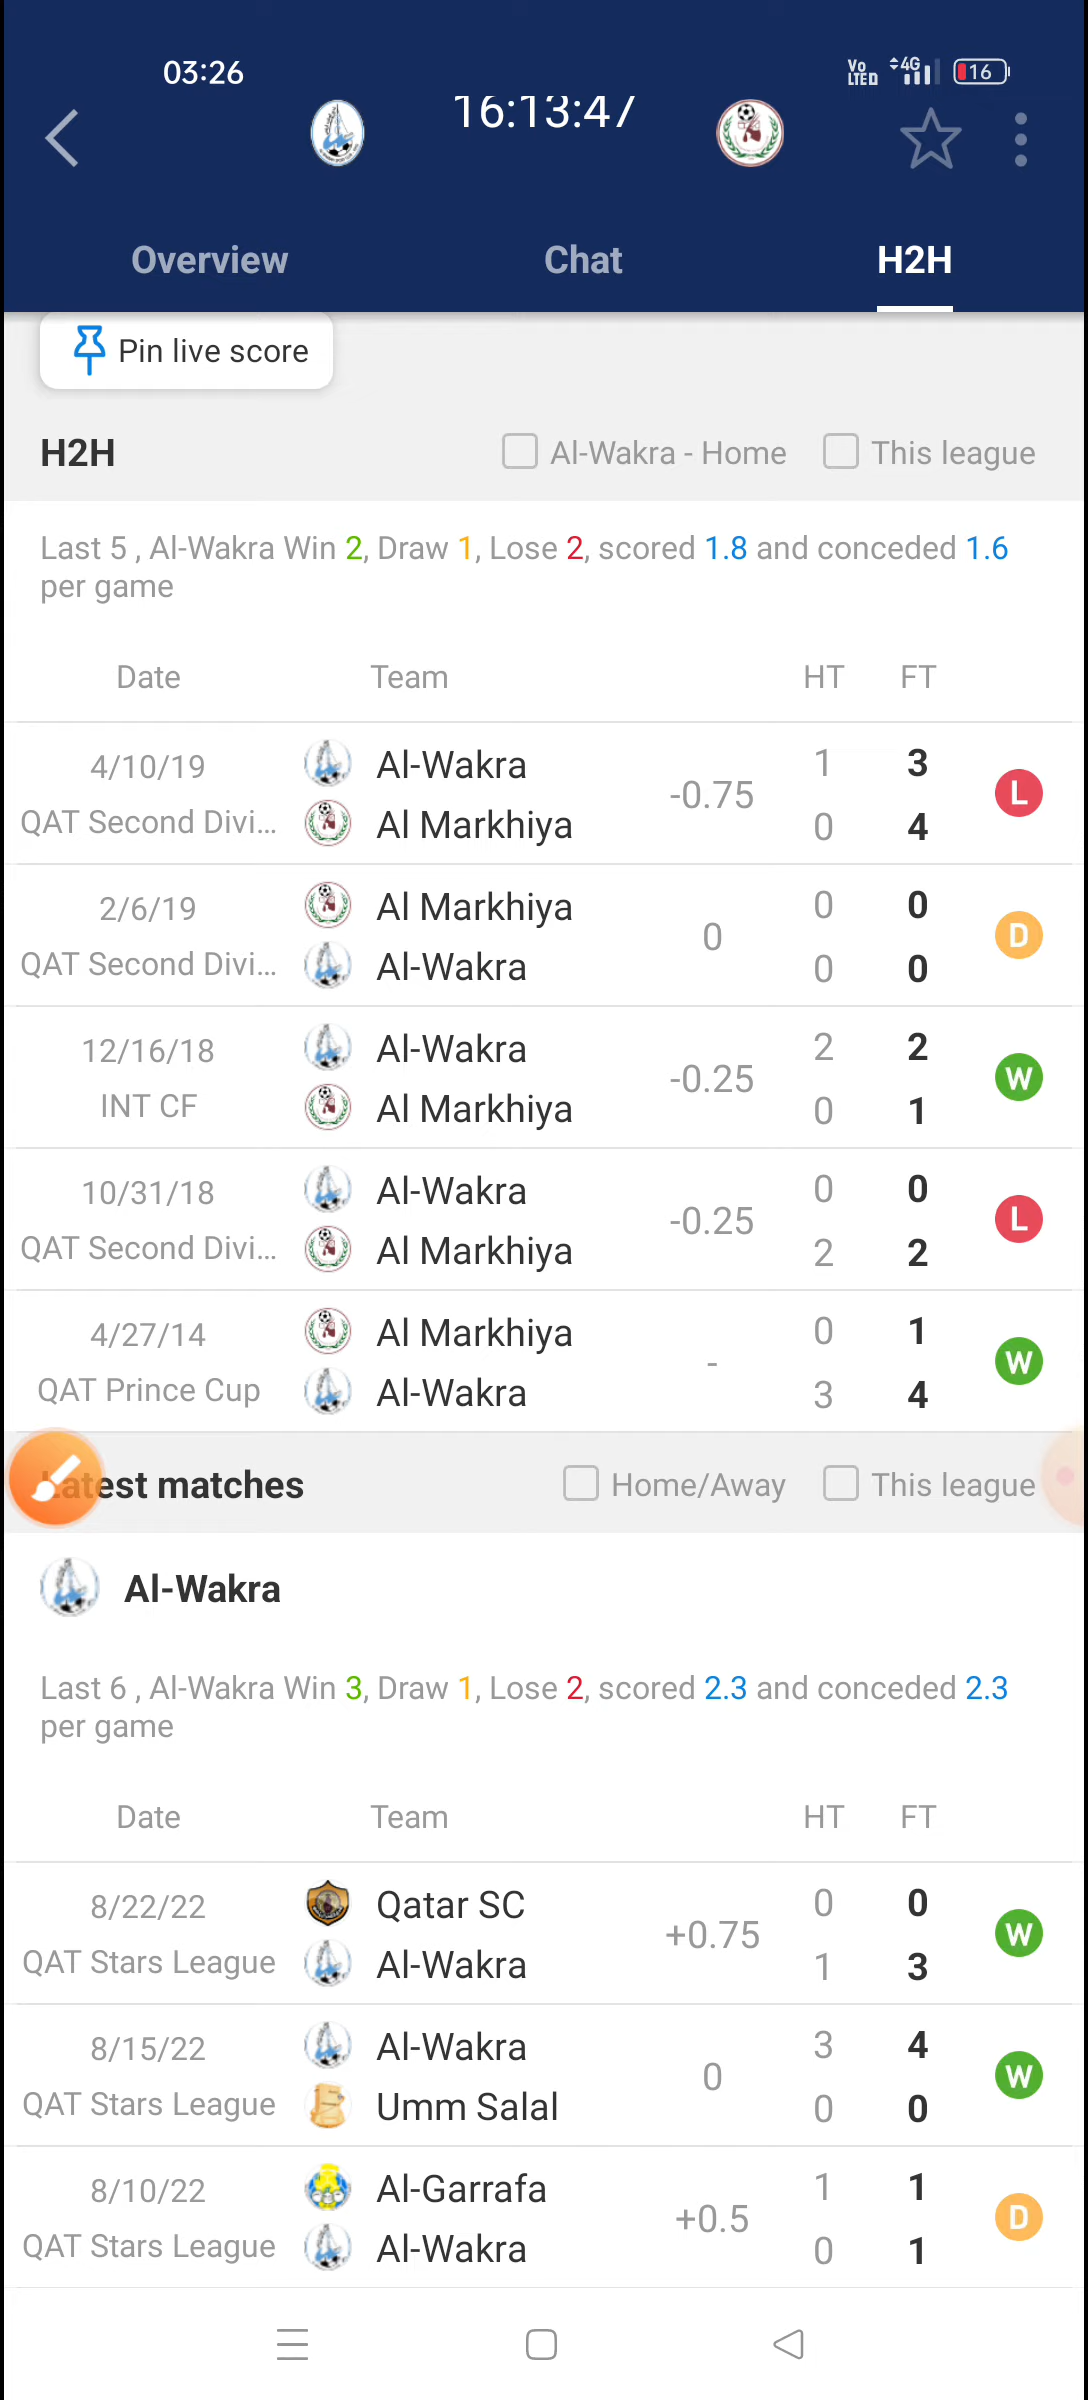 03:26
Vo LTED 4G 16
16:13:47
Overview Chat H2H
Pin live score
H2H Al-Wakra - Home This league
Last 5 , Al-Wakra Win 2, Draw 1, Lose 2, scored 1.8 and conceded 1.6
per game
Date Team HT FT
4/10/19 Al-Wakra 1 3
-0.75 L
QAT Second Divi... Al Markhiya 0 4
2/6/19 Al Markhiya 0 0
0 D
QAT Second Divi... Al-Wakra 0 0
12/16/18 Al-Wakra 2 2
-0.25 W
INT CF Al Markhiya 0 1
10/31/18 Al-Wakra 0 0
-0.25 L
QAT Second Divi... Al Markhiya 2 2
4/27/14 Al Markhiya 0 1
- W
QAT Prince Cup Al-Wakra 3 4
Latest matches Home/Away This league
Al-Wakra
Last 6 , Al-Wakra Win 3, Draw 1, Lose 2, scored 2.3 and conceded 2.3
per game
Date Team HT FT
8/22/22 Qatar SC 0 0
+0.75 W
QAT Stars League Al-Wakra 1 3
8/15/22 Al-Wakra 3 4
0 W
QAT Stars League Umm Salal 0 0
8/10/22 Al-Garrafa 1 1
+0.5 D
QAT Stars League Al-Wakra 0 1